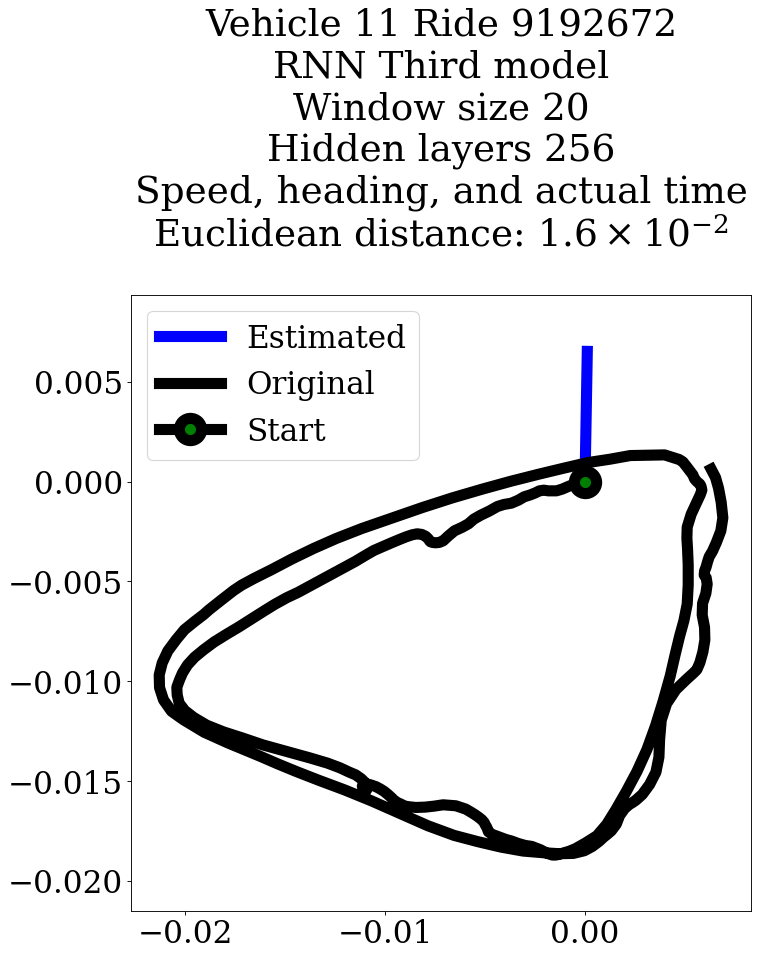 Vehicle 11 Ride 9192672
RNN Third model
Window size 20
Hidden layers 256
Speed, heading, and actual time
Euclidean distance: 1.6 × 10⁻²
Estimated
Original
Start
0.005
0.000
−0.005
−0.010
−0.015
−0.020
−0.02 −0.01 0.00